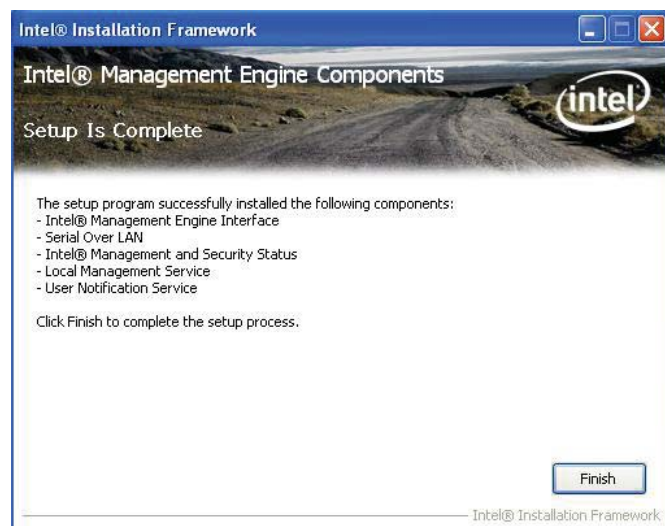 Intel® Installation Framework
Intel® Management Engine Components
intel
Setup Is Complete
The setup program successfully installed the following components:
- Intel® Management Engine Interface
- Serial Over LAN
- Intel® Management and Security Status
- Local Management Service
- User Notification Service
Click Finish to complete the setup process.
Finish
Intel® Installation Framework